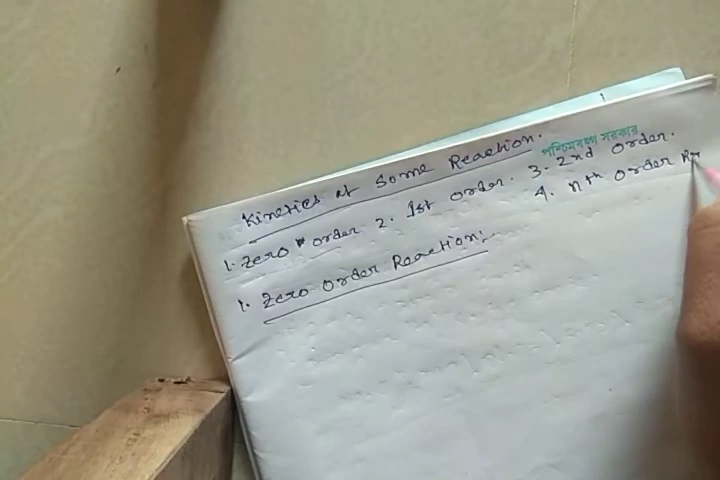 পশ্চিমবঙ্গ সরকার
Kinetics of Some Reaction.
1. Zero order 2. 1st order. 3. 2nd order.
4. nth order
1. Zero order Reaction: